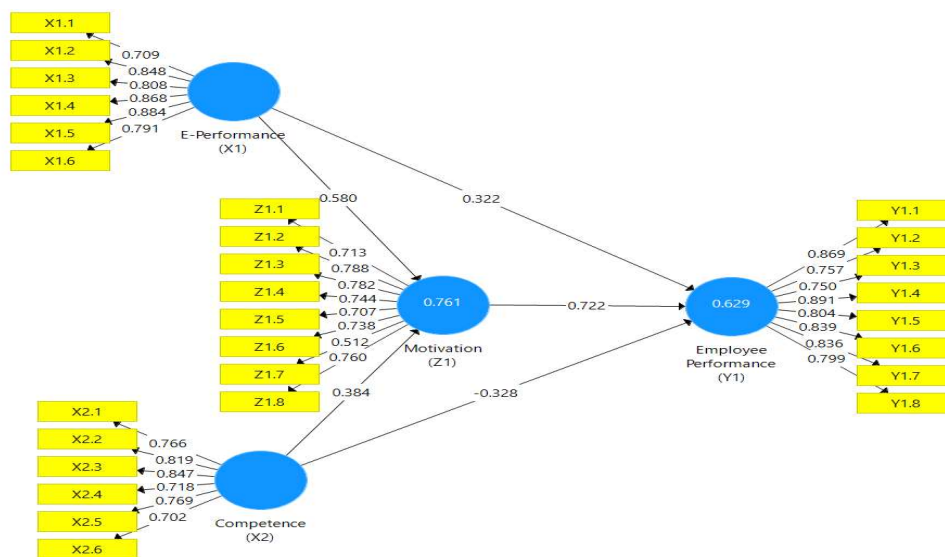 X1.1
X1.2
X1.3
X1.4
X1.5
X1.6
0.709
0.848
0.808
0.868
0.884
0.791
E-Performance
(X1)
0.580
0.322
Z1.1
Z1.2
Z1.3
Z1.4
Z1.5
Z1.6
Z1.7
Z1.8
0.713
0.788
0.782
0.744
0.707
0.738
0.512
0.760
0.761
Motivation
(Z1)
0.722
0.384
-0.328
0.629
Employee
Performance
(Y1)
0.869
0.757
0.750
0.891
0.804
0.839
0.836
0.799
Y1.1
Y1.2
Y1.3
Y1.4
Y1.5
Y1.6
Y1.7
Y1.8
X2.1
X2.2
X2.3
X2.4
X2.5
X2.6
0.766
0.819
0.847
0.718
0.769
0.702
Competence
(X2)